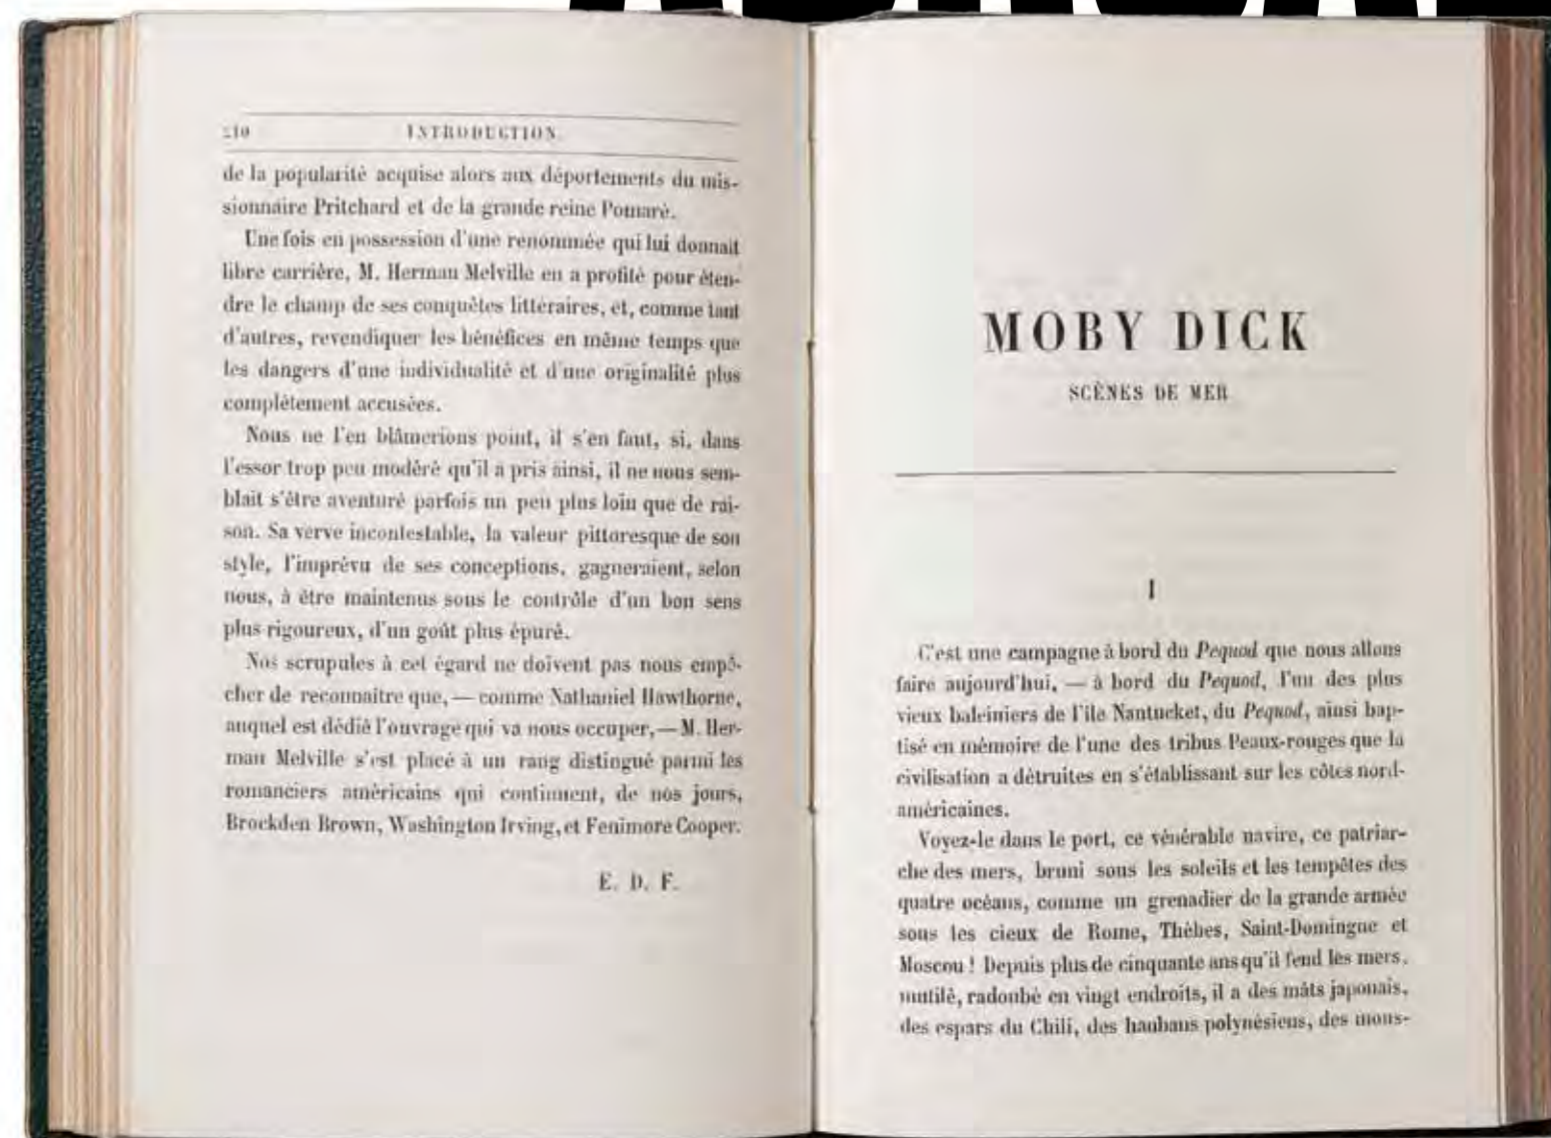 210 INTRODUCTION.
de la popularité acquise alors aux déportements du mis-
sionnaire Pritchard et de la grande reine Pomaré.
Une fois en possession d'une renommée qui lui donnait
libre carrière, M. Herman Melville en a profité pour éten-
dre le champ de ses conquêtes littéraires, et, comme tant
d'autres, revendiquer les bénéfices en même temps que
les dangers d'une individualité et d'une originalité plus
complétement accusées.
Nous ne l'en blâmerions point, il s'en faut, si, dans
l'essor trop peu modéré qu'il a pris ainsi, il ne nous sem-
blait s'être aventuré parfois un peu plus loin que de rai-
son. Sa verve incontestable, la valeur pittoresque de son
style, l'imprévu de ses conceptions, gagneraient, selon
nous, à être maintenus sous le contrôle d'un bon sens
plus rigoureux, d'un goût plus épuré.
Nos scrupules à cet égard ne doivent pas nous empê-
cher de reconnaître que, — comme Nathaniel Hawthorne,
auquel est dédié l'ouvrage qui va nous occuper, — M. Her-
man Melville s'est placé à un rang distingué parmi les
romanciers américains qui continuent, de nos jours,
Brockden Brown, Washington Irving, et Fenimore Cooper.
E. D. F.
MOBY DICK
SCÈNES DE MER
I
C'est une campagne à bord du Pequod que nous allons
faire aujourd'hui, — à bord du Pequod, l'un des plus
vieux baleiniers de l'île Nantucket, du Pequod, ainsi bap-
tisé en mémoire de l'une des tribus Peaux-rouges que la
civilisation a détruites en s'établissant sur les côtes nord-
américaines.
Voyez-le dans le port, ce vénérable navire, ce patriar-
che des mers, bruni sous les soleils et les tempêtes des
quatre océans, comme un grenadier de la grande armée
sous les cieux de Rome, Thèbes, Saint-Domingue et
Moscou ! Depuis plus de cinquante ans qu'il fend les mers,
mutilé, radoubé en vingt endroits, il a des mâts japonais,
des espars du Chili, des haubans polynésiens, des mous-